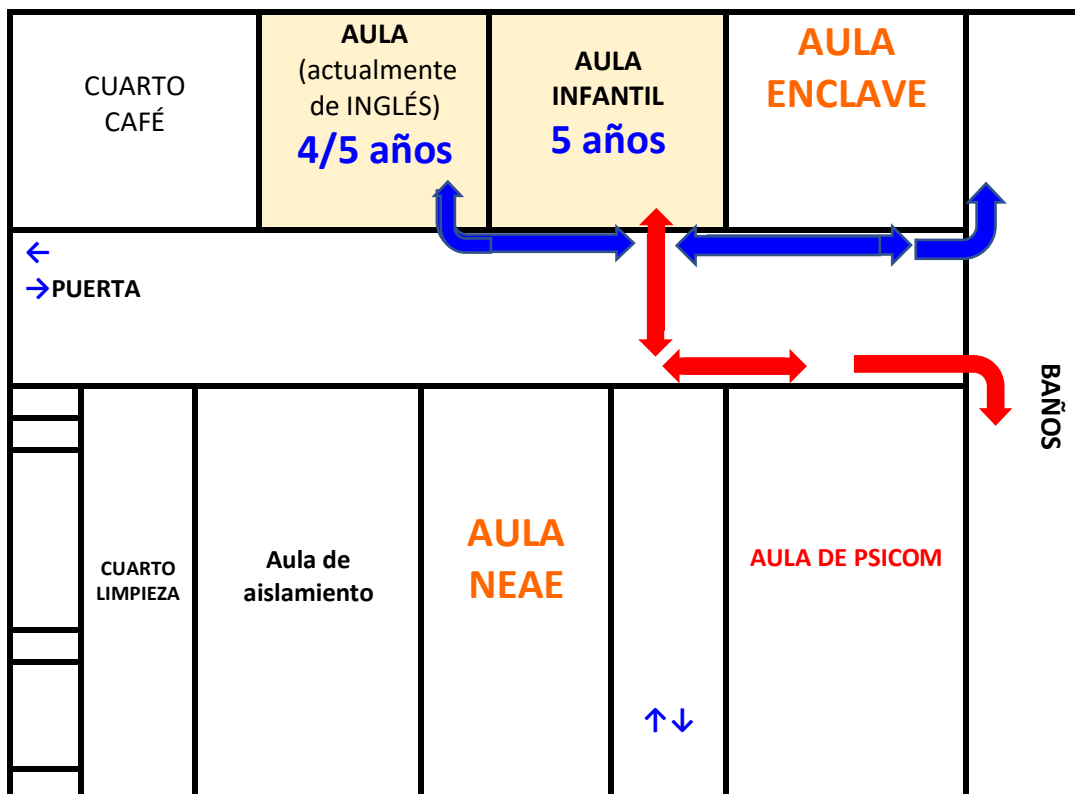 CUARTO
CAFÉ
AULA
(actualmente
de INGLÉS)
4/5 años
AULA
INFANTIL
5 años
AULA
ENCLAVE
←
→PUERTA
BAÑOS
CUARTO
LIMPIEZA
Aula de
aislamiento
AULA
NEAE
↑↓
AULA DE PSICOM